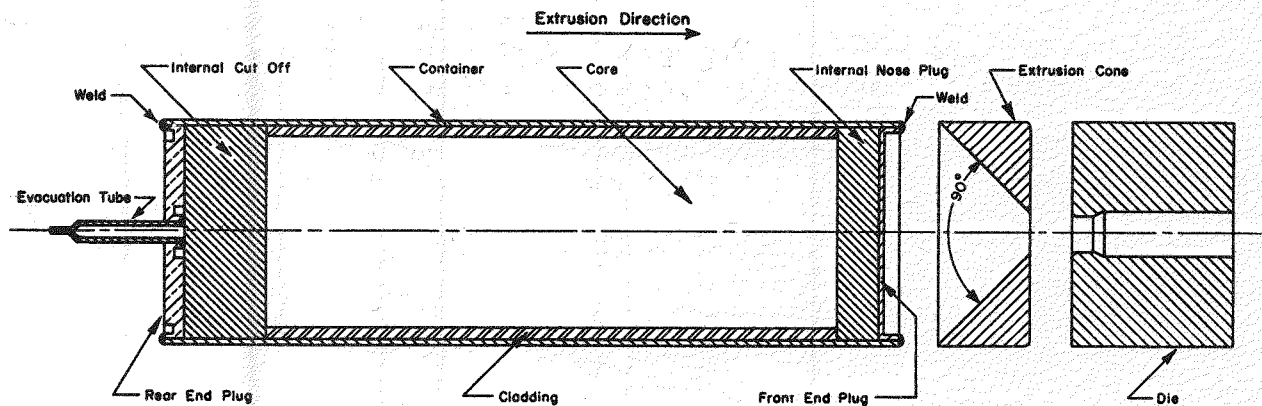 Extrusion Direction
Internal Cut Off
Container
Core
Internal Nose Plug
Extrusion Cone
Weld
Weld
Evacuation Tube
90°
Rear End Plug
Cladding
Front End Plug
Die